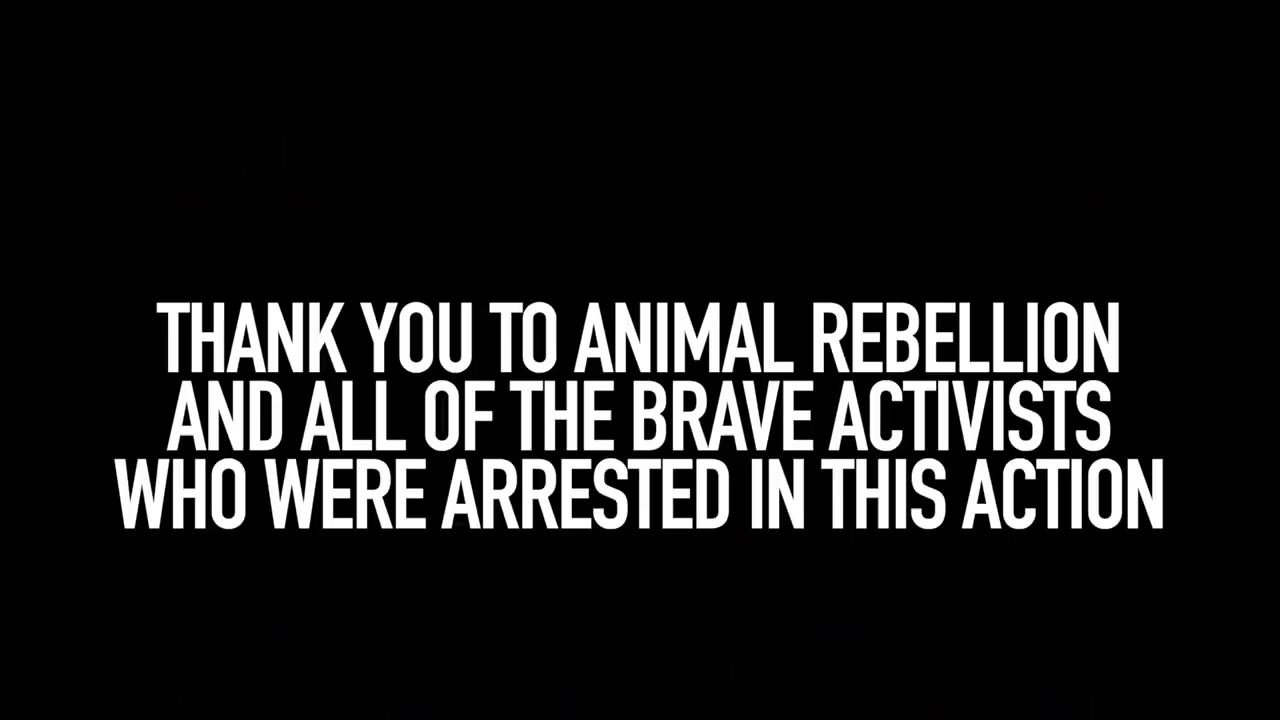 THANK YOU TO ANIMAL REBELLION
AND ALL OF THE BRAVE ACTIVISTS
WHO WERE ARRESTED IN THIS ACTION